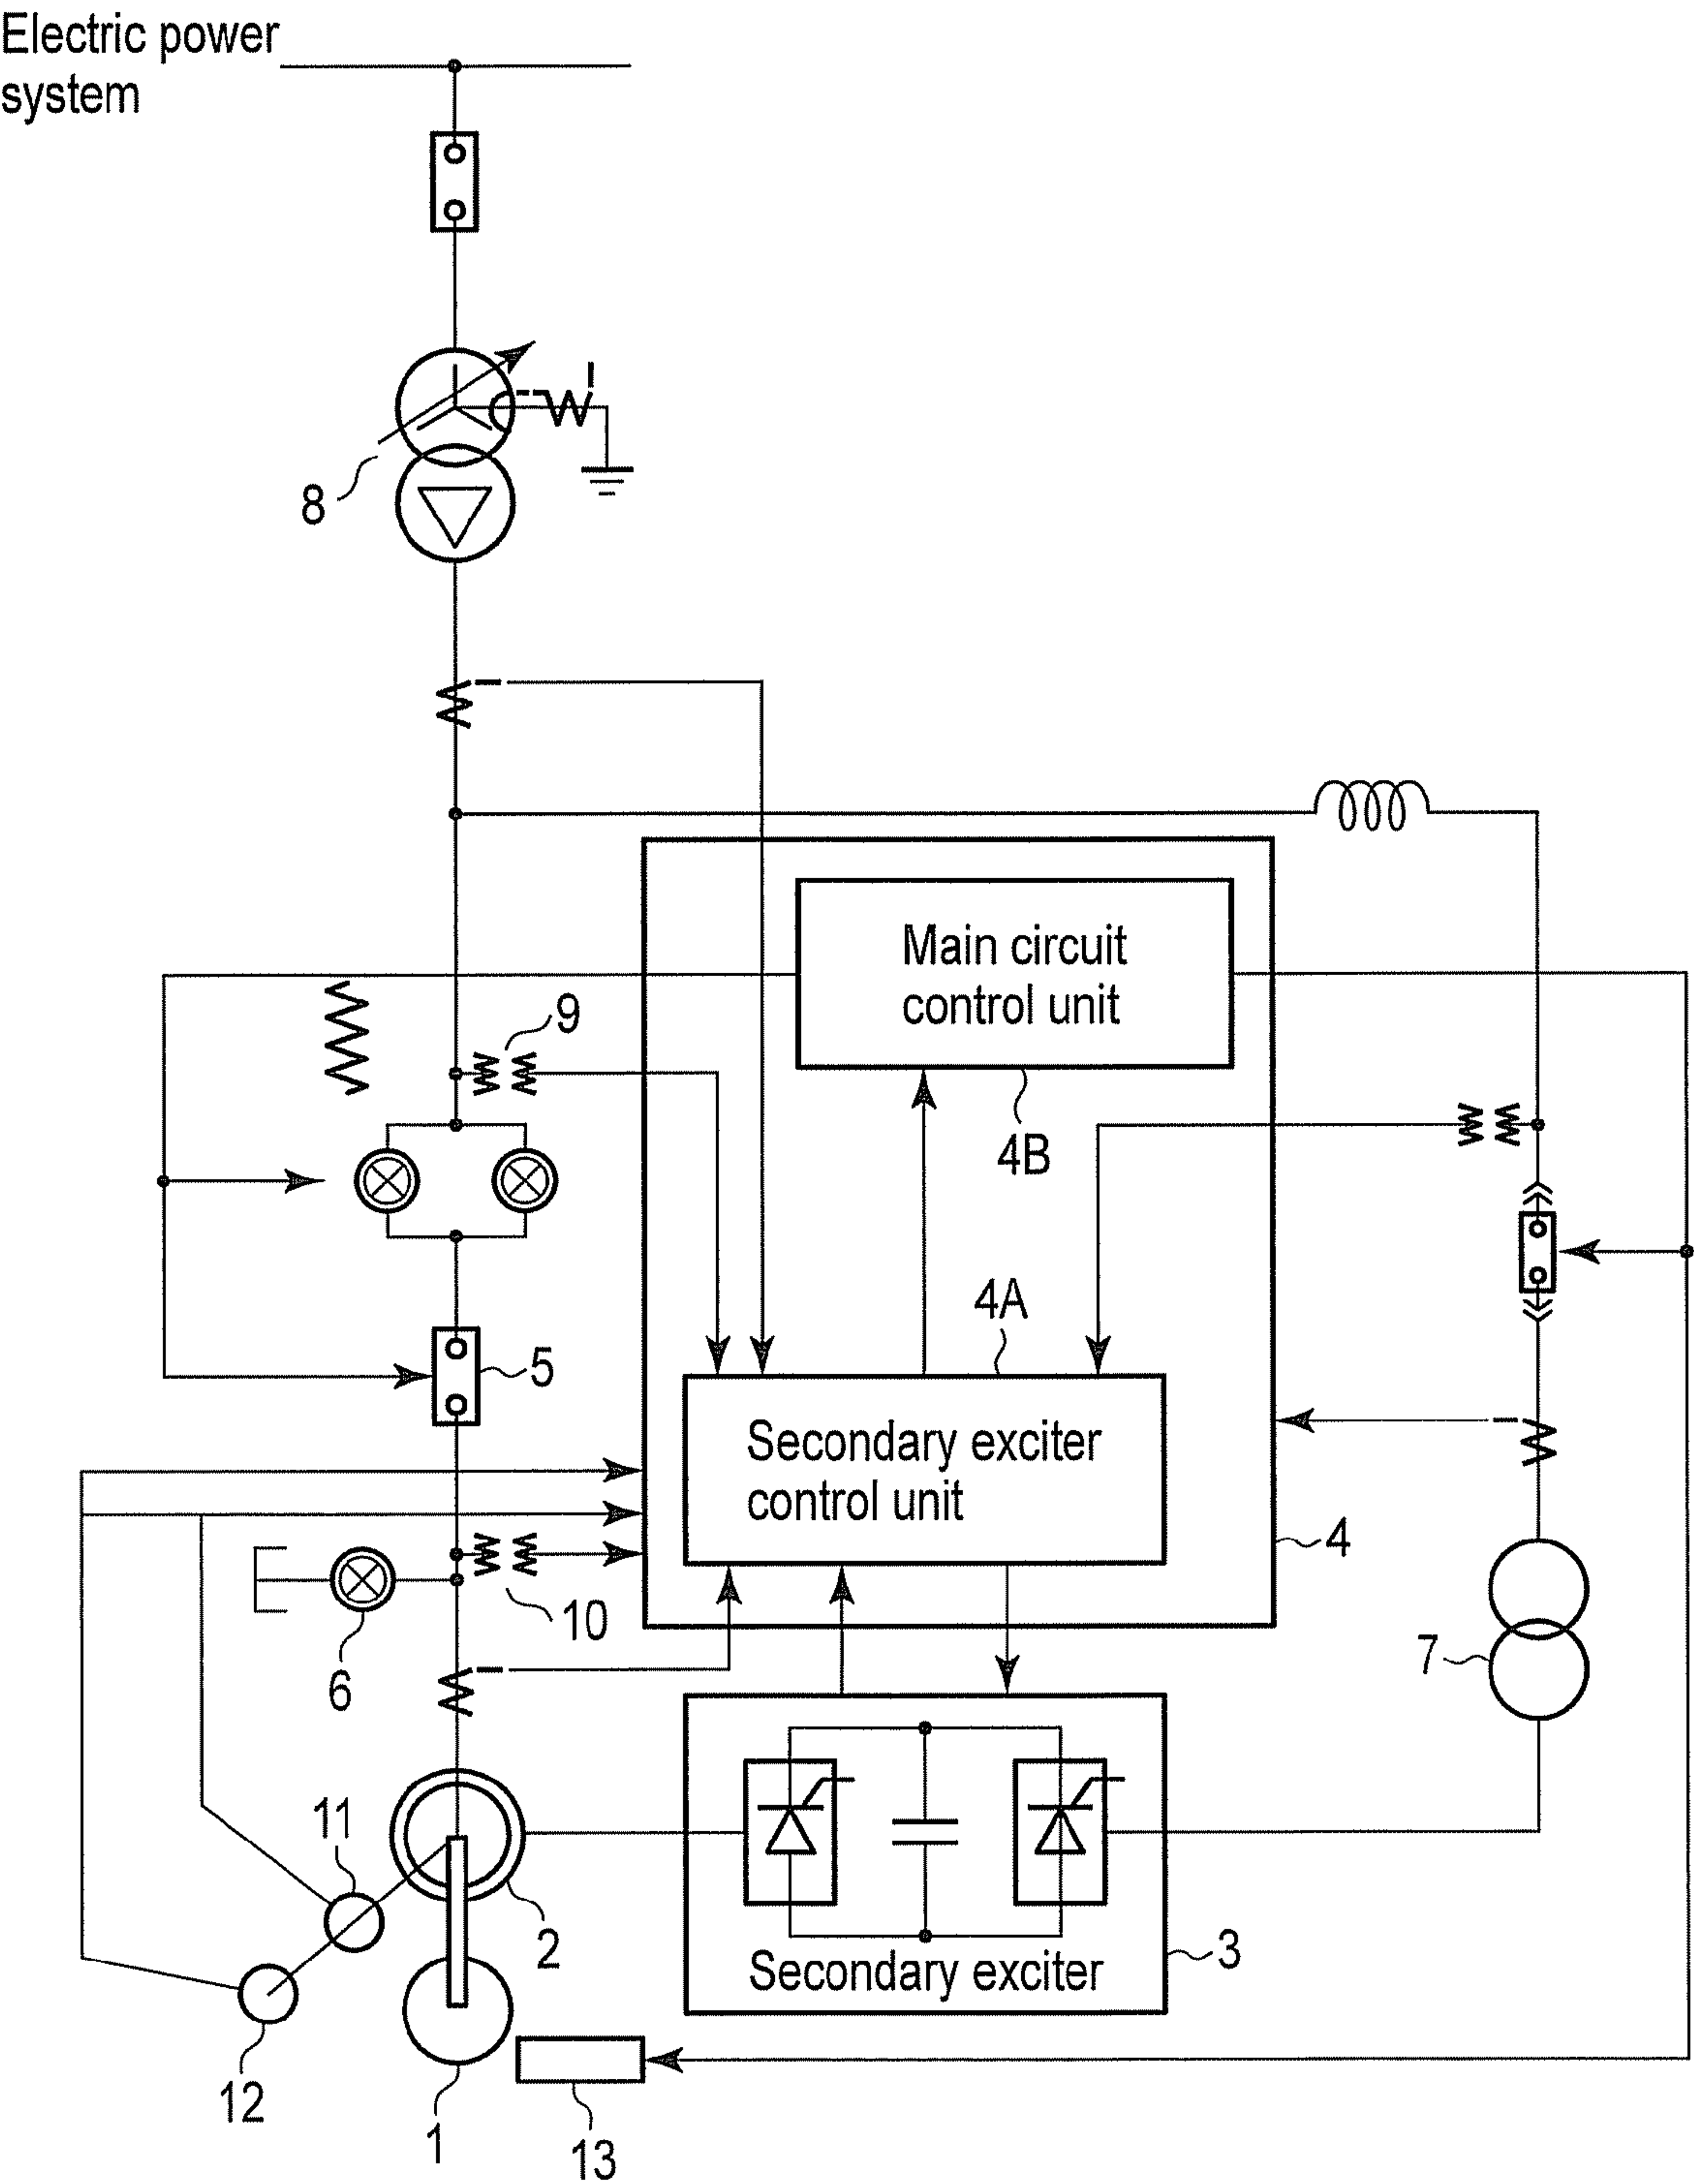 Electric power
system
8
Main circuit
control unit
9
4B
4A
5
Secondary exciter
control unit
4
10
6
7
11
2
3
Secondary exciter
12
1
13